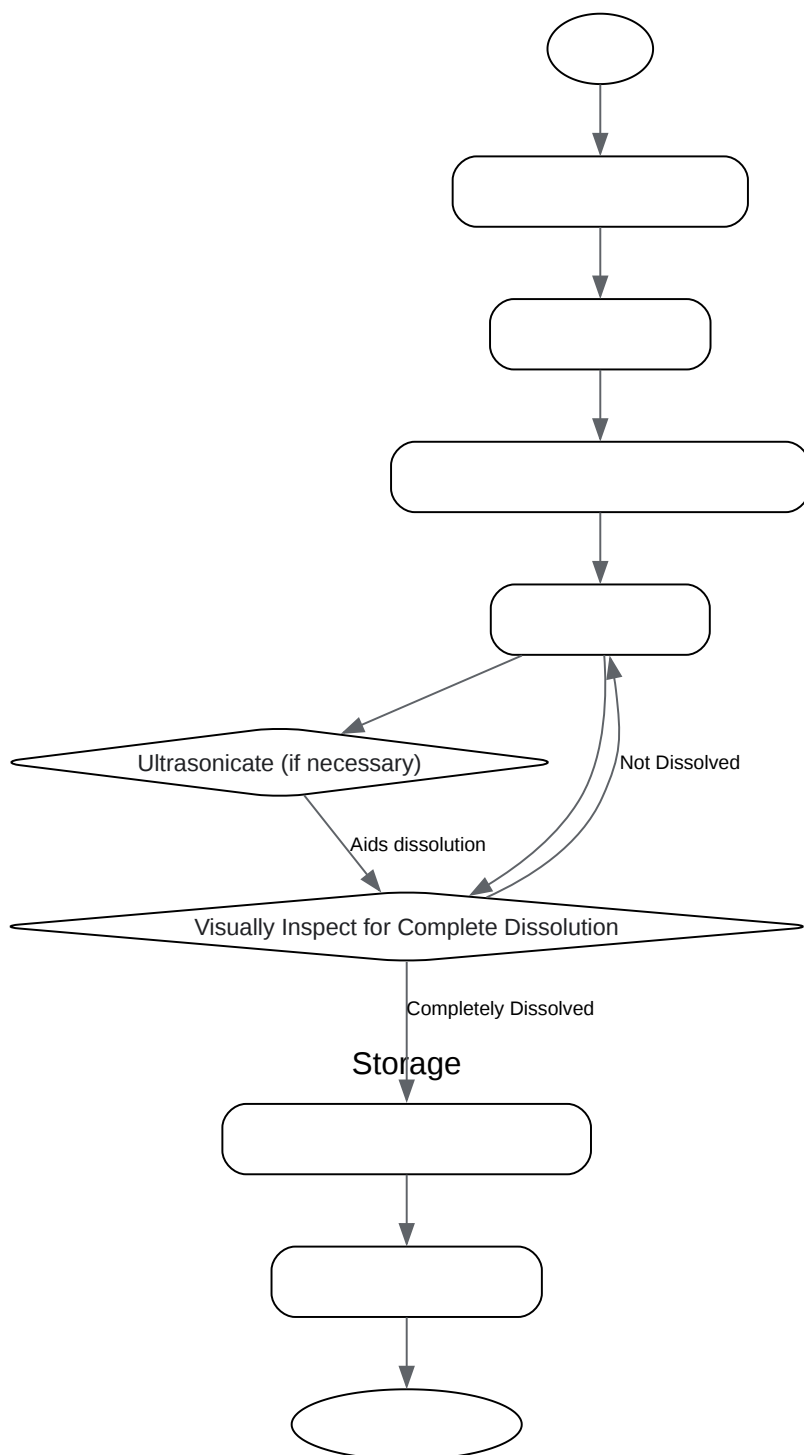 Ultrasonicate (if necessary)
Not Dissolved
Aids dissolution
Visually Inspect for Complete Dissolution
Completely Dissolved
Storage